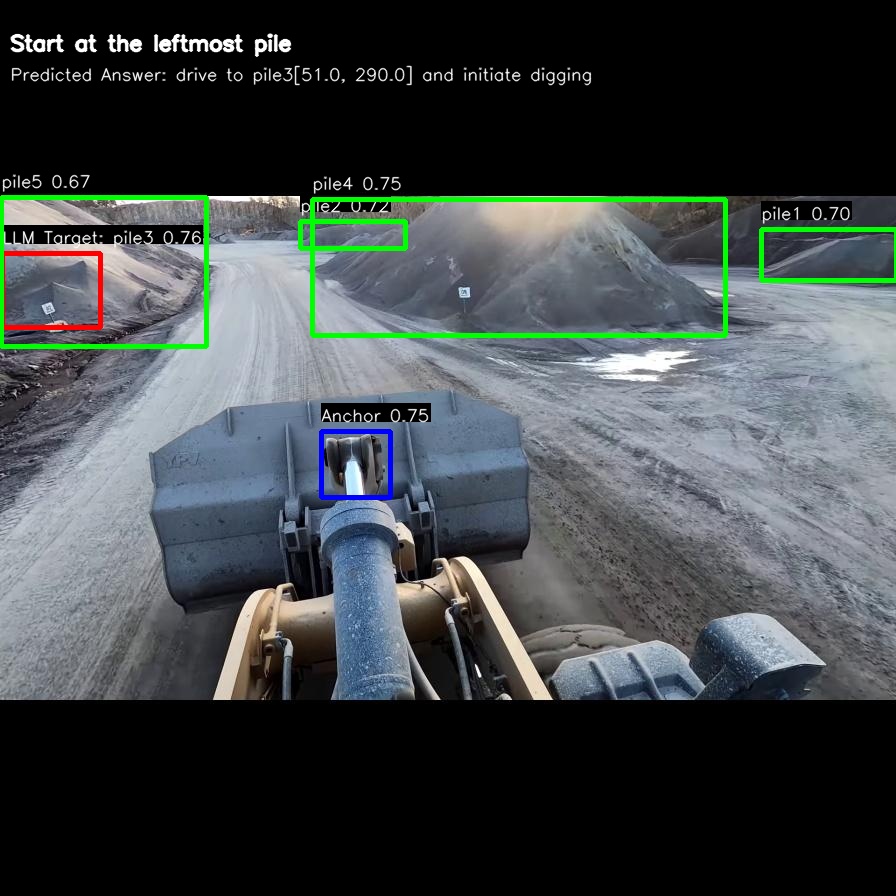 Start at the leftmost pile
Predicted Answer: drive to pile3[51.0, 290.0] and initiate digging
pile5 0.67
pile4 0.75
pile2 0.72
pile1 0.70
LLM Target: pile3 0.76
Anchor 0.75